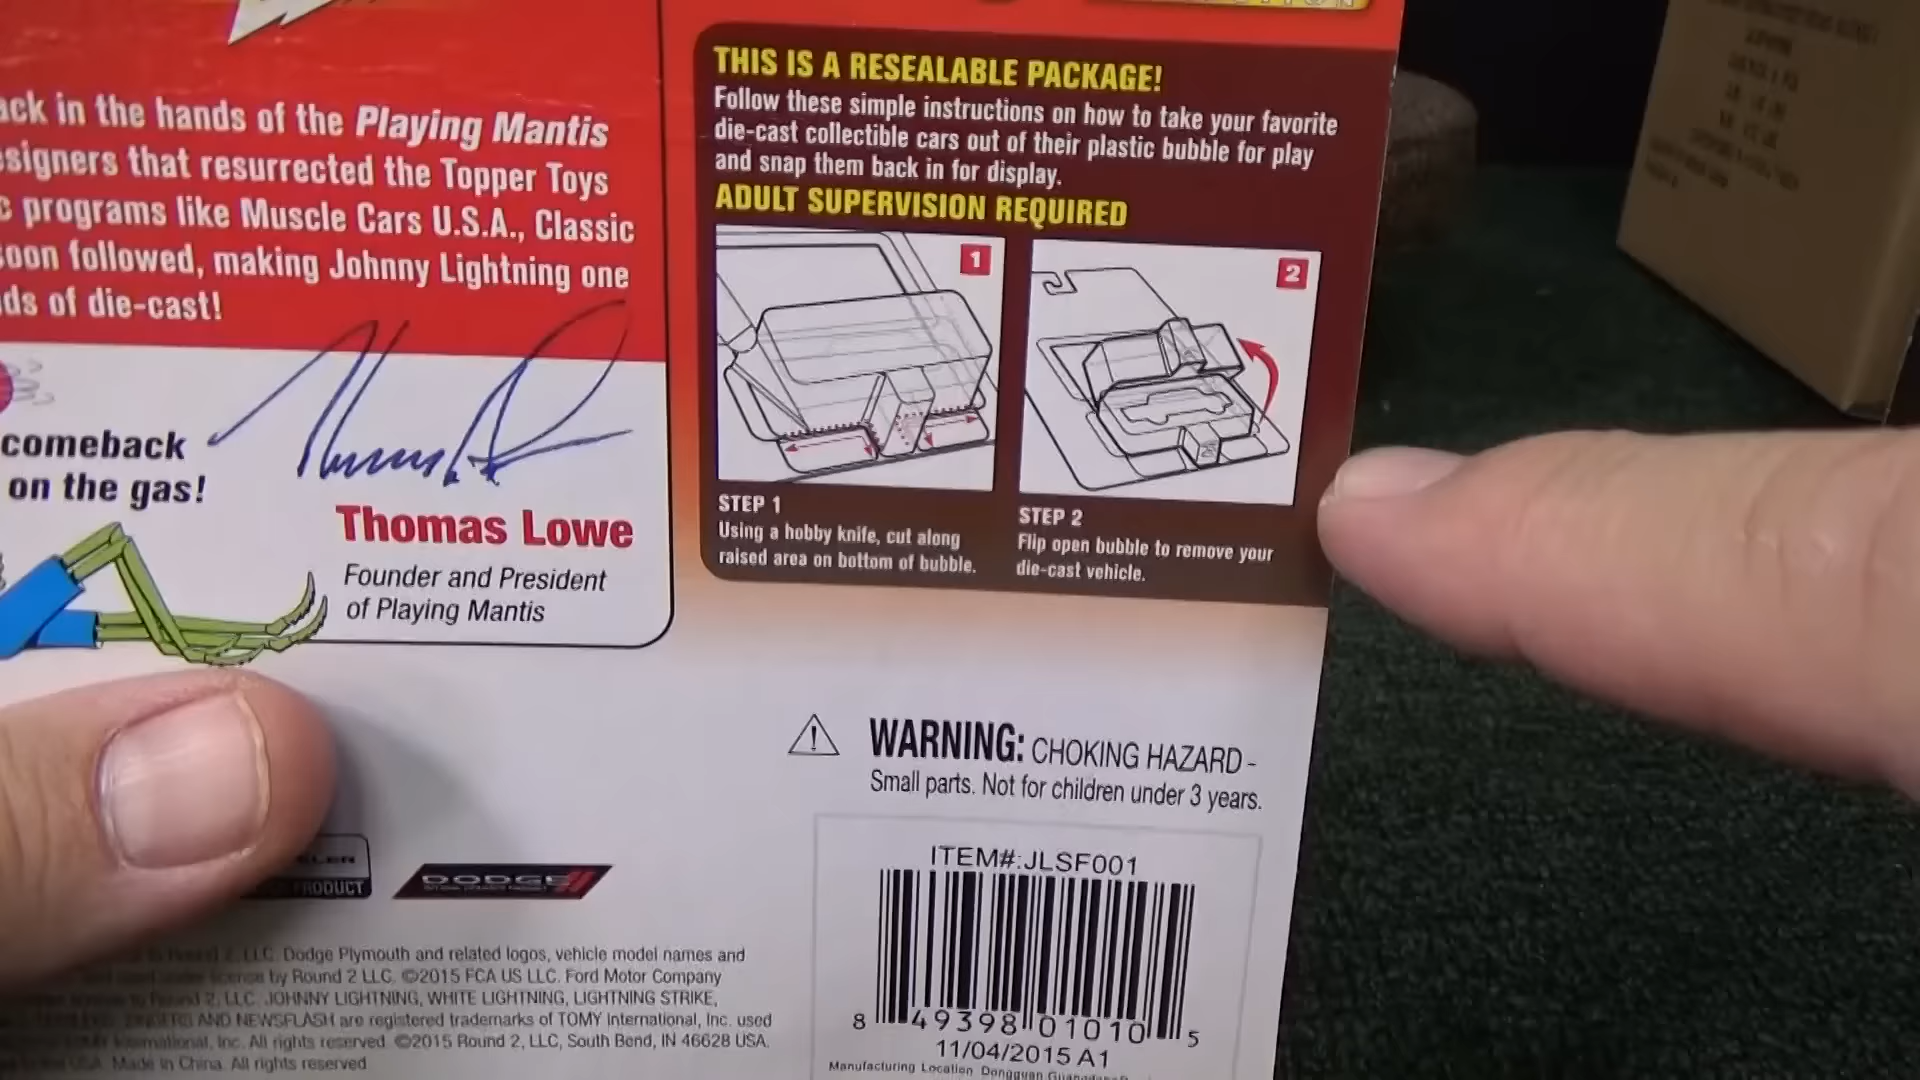 ack in the hands of the Playing Mantis
signers that resurrected the Topper Toys
c programs like Muscle Cars U.S.A., Classic
soon followed, making Johnny Lightning one
ds of die-cast!
comeback
on the gas!
Thomas Lowe
Founder and President
of Playing Mantis
THIS IS A RESEALABLE PACKAGE!
Follow these simple instructions on how to take your favorite
die-cast collectible cars out of their plastic bubble for play
and snap them back in for display.
ADULT SUPERVISION REQUIRED
1
2
STEP 1
Using a hobby knife, cut along
raised area on bottom of bubble.
STEP 2
Flip open bubble to remove your
die-cast vehicle.
WARNING: CHOKING HAZARD -
Small parts. Not for children under 3 years.
PRODUCT
DODGE
LLC. Dodge Plymouth and related logos, vehicle model names and
by Round 2 LLC. ©2015 FCA US LLC. Ford Motor Company
Round 2, LLC. JOHNNY LIGHTNING, WHITE LIGHTNING, LIGHTNING STRIKE,
AND NEWSFLASH are registered trademarks of TOMY International, Inc. used
International, Inc. All rights reserved. ©2015 Round 2, LLC, South Bend, IN 46628 USA.
USA. Made in China. All rights reserved
ITEM#:JLSF001
8 49398 01010 5
11/04/2015 A1
Manufacturing Location Dongguan